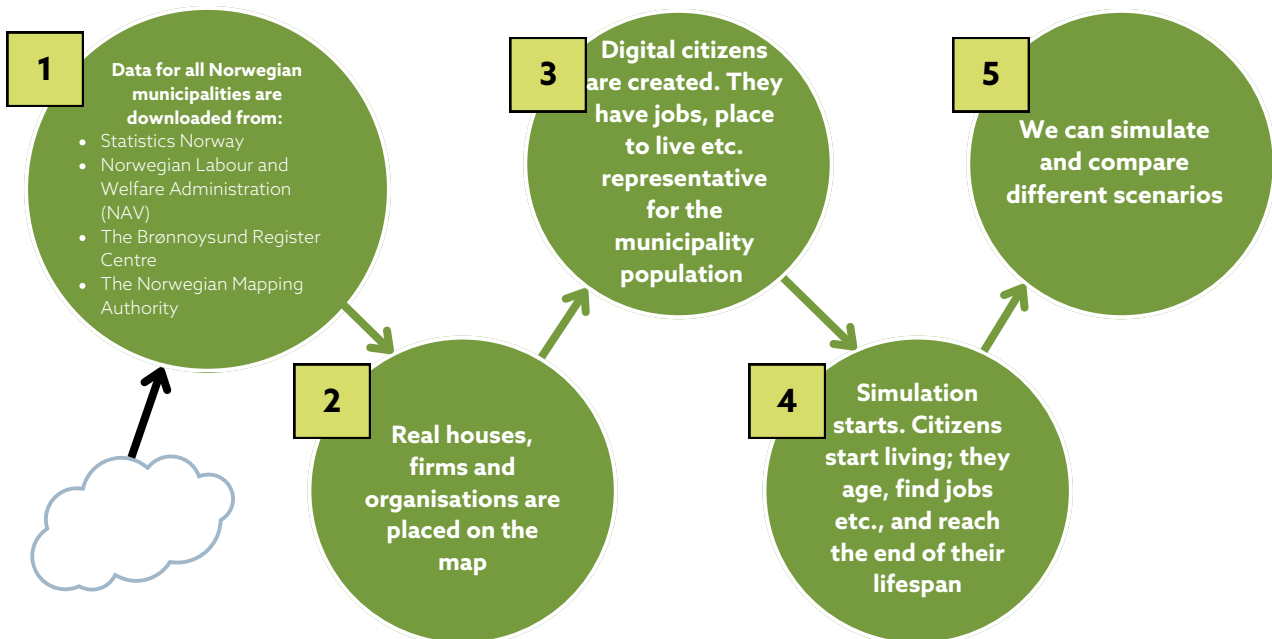 1
Data for all Norwegian
municipalities are
downloaded from:
• Statistics Norway
• Norwegian Labour and
Welfare Administration
(NAV)
• The Brønnoysund Register
Centre
• The Norwegian Mapping
Authority
2
Real houses,
firms and
organisations are
placed on the
map
3
Digital citizens
are created. They
have jobs, place
to live etc.
representative
for the
municipality
population
4
Simulation
starts. Citizens
start living; they
age, find jobs
etc., and reach
the end of their
lifespan
5
We can simulate
and compare
different scenarios